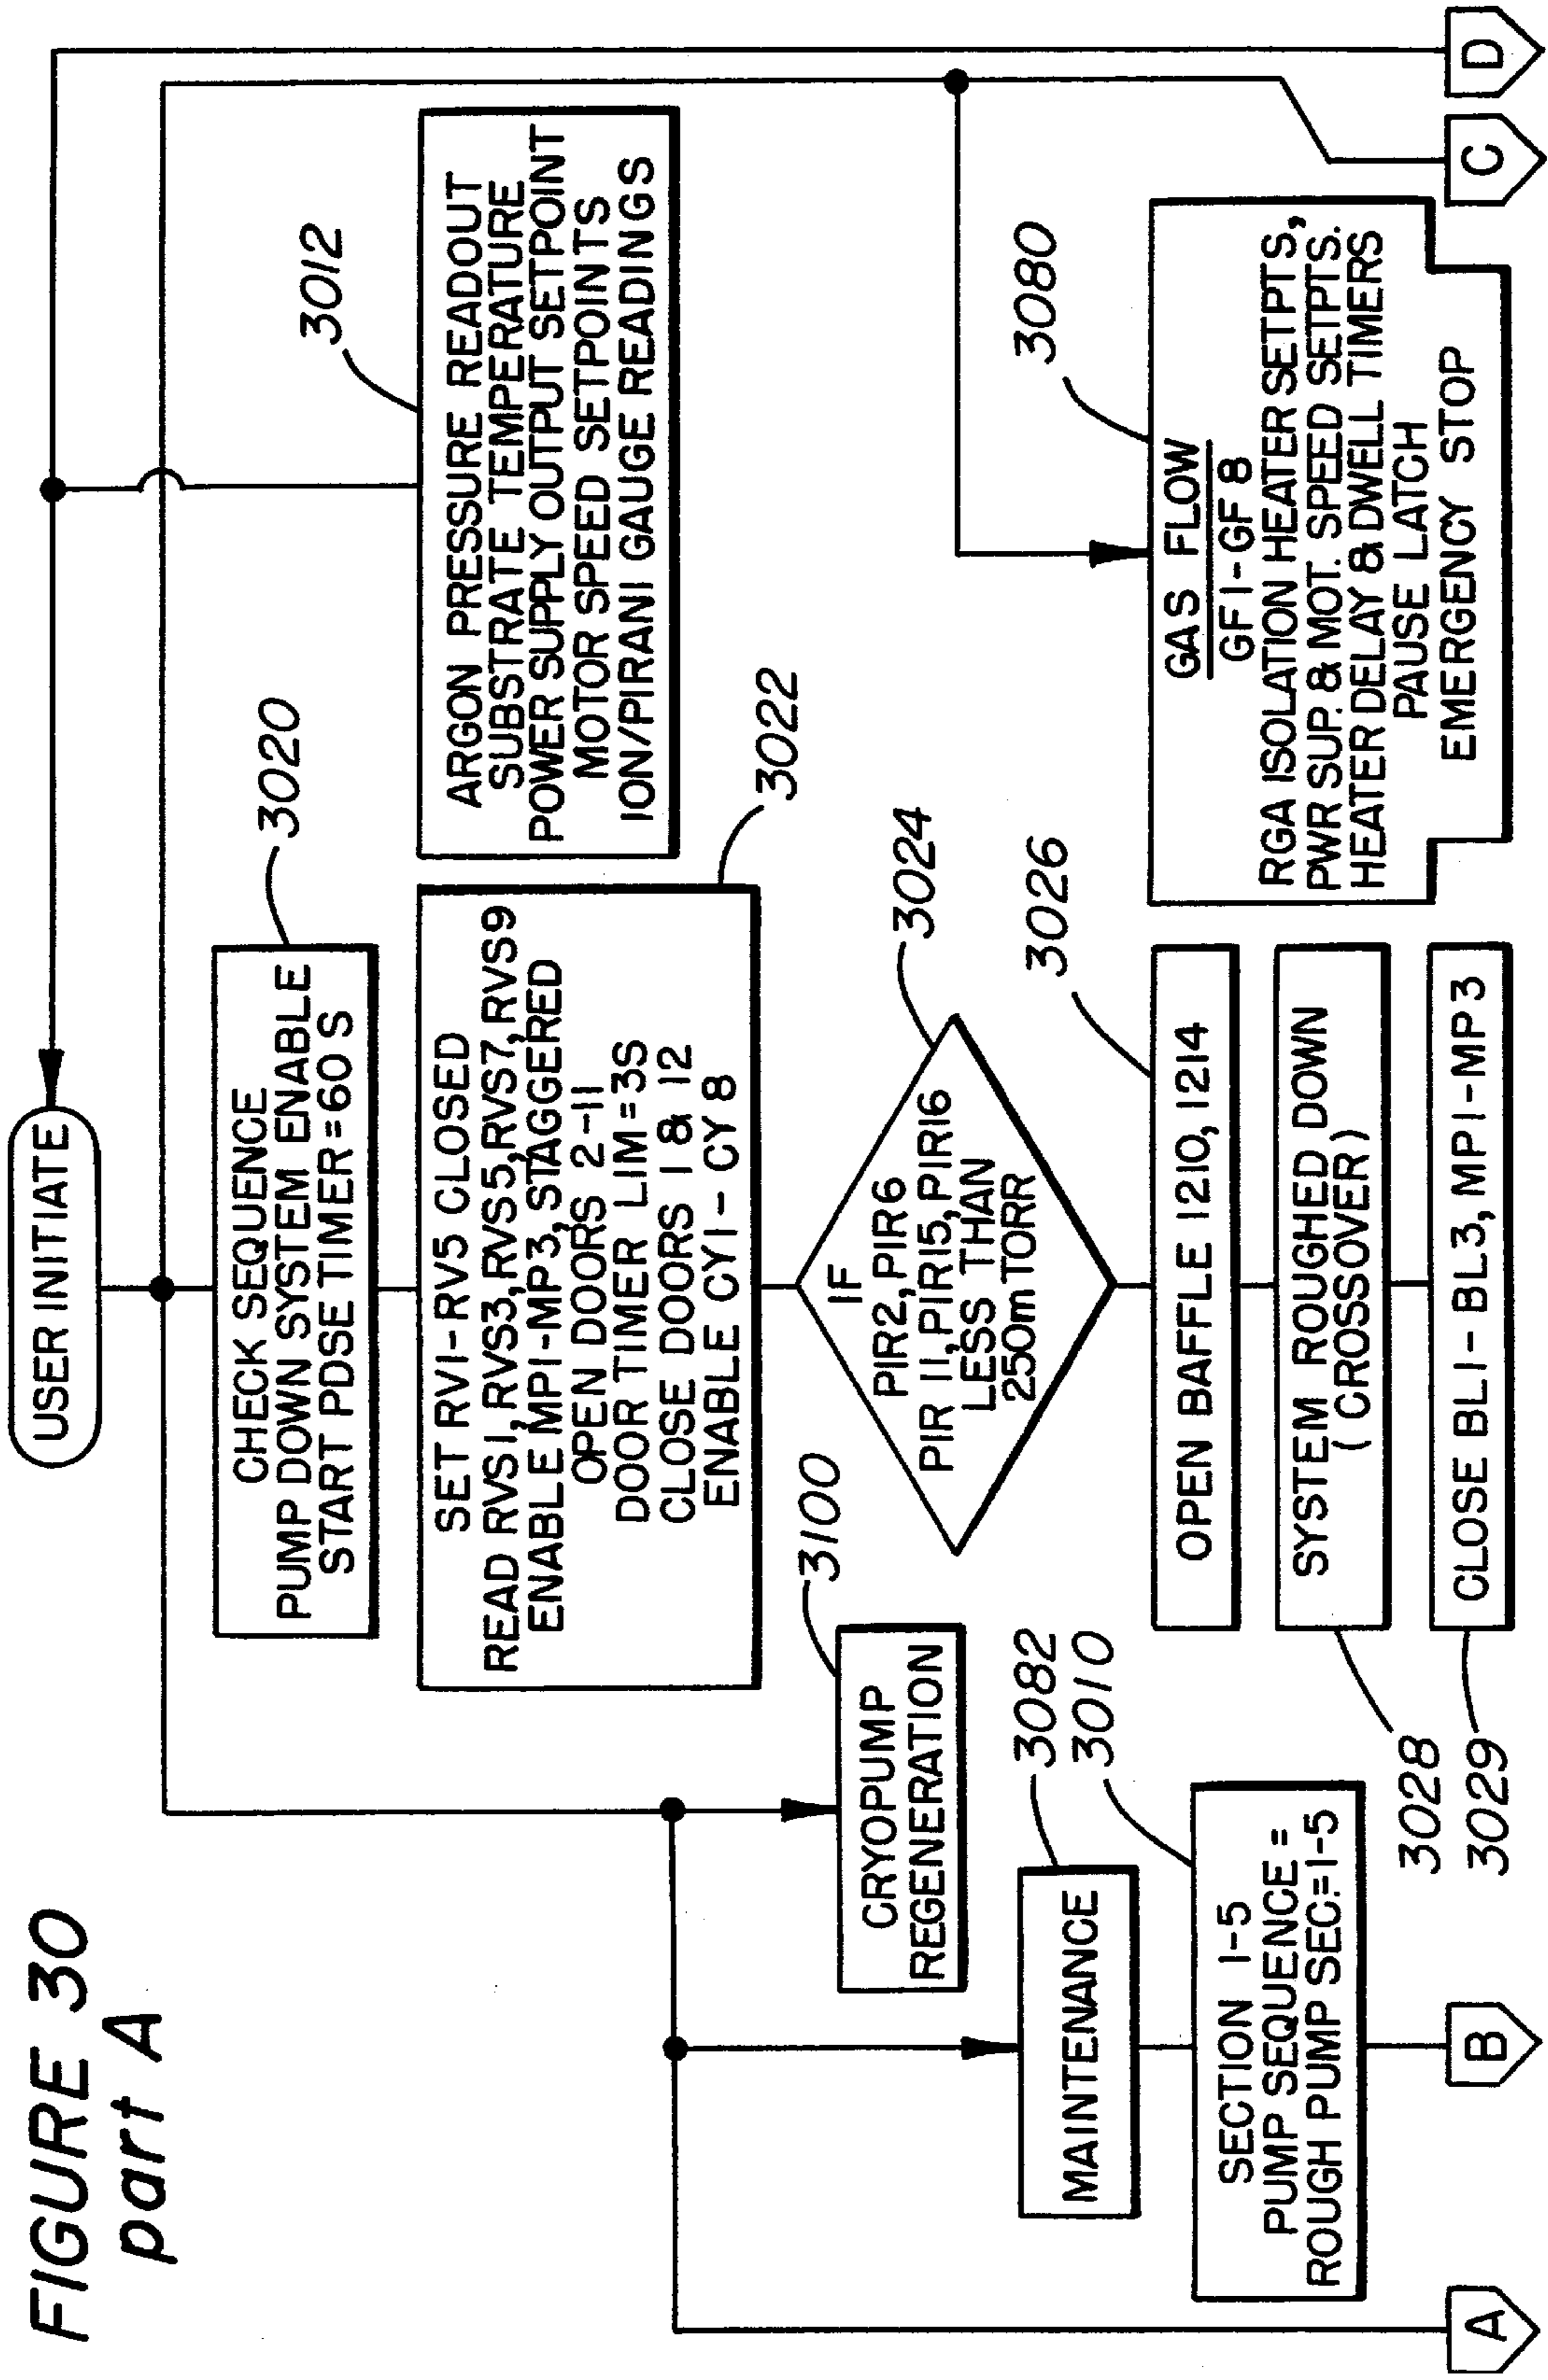 FIGURE 30
part A
USER INITIATE
3020
CHECK SEQUENCE
PUMP DOWN SYSTEM ENABLE
START PDSE TIMER=60 S
3012
ARGON PRESSURE READOUT
SUBSTRATE TEMPERATURE
POWER SUPPLY OUTPUT SETPOINT
MOTOR SPEED SETPOINTS
ION/PIRANI GAUGE READINGS
3022
SET RV1-RV5 CLOSED
READ RVS1,RVS3,RVS5,RVS7,RVS9
ENABLE MP1-MP3,STAGGERED
OPEN DOORS 2-11
DOOR TIMER LIM=3S
CLOSE DOORS 1 & 12
ENABLE CY1- CY 8
3100
CRYOPUMP
REGENERATION
3024
IF
PIR2,PIR6
PIR 11,PIR15,PIR16
LESS THAN
250m TORR
3082
MAINTENANCE
3010
SECTION 1-5
PUMP SEQUENCE =
ROUGH PUMP SEC.=1-5
3026
OPEN BAFFLE 1210, 1214
3028
SYSTEM ROUGHED DOWN
(CROSSOVER)
3029
CLOSE BL1- BL3, MP1-MP3
3080
GAS FLOW
GF1-GF 8
RGA ISOLATION HEATER SETPTS,
PWR SUP. & MOT. SPEED SETPTS.
HEATER DELAY & DWELL TIMERS
PAUSE LATCH
EMERGENCY STOP
A
B
C
D